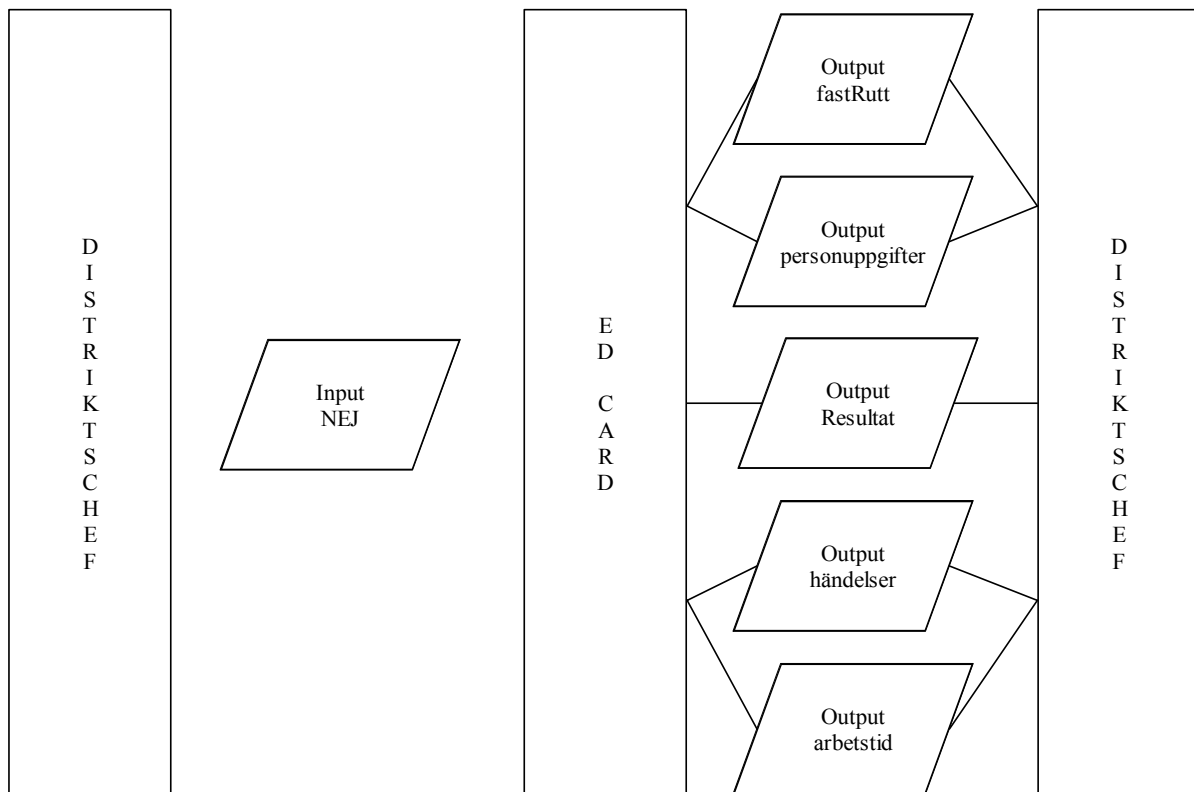 DISTRIKTSCHEF
Input
NEJ
ED CARD
Output
fastRutt
Output
personuppgifter
Output
Resultat
Output
händelser
Output
arbetstid
DISTRIKTSCHEF